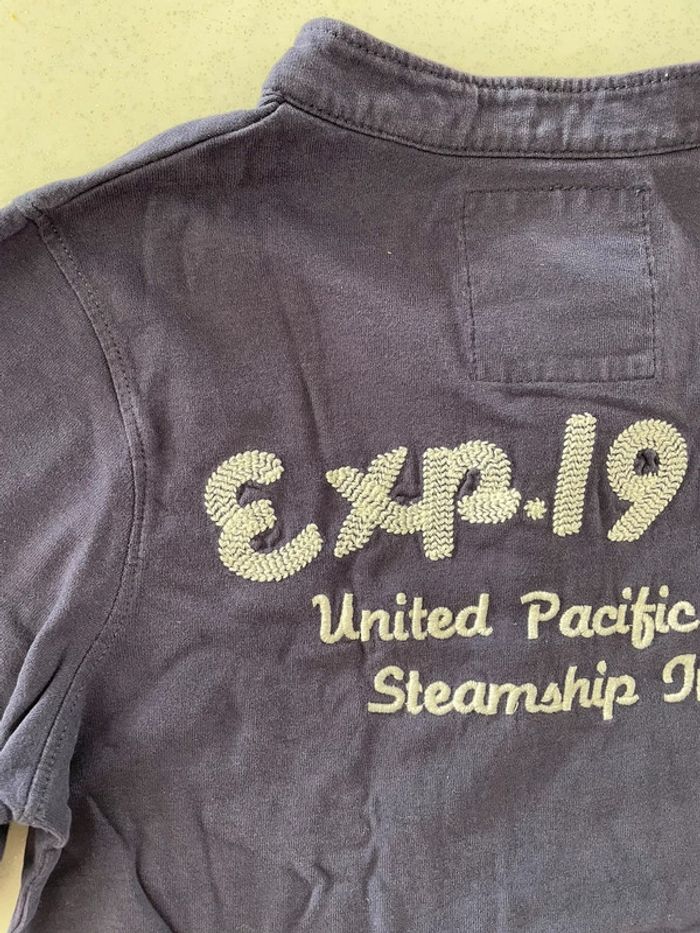 Exp.19
United Pacific
Steamship